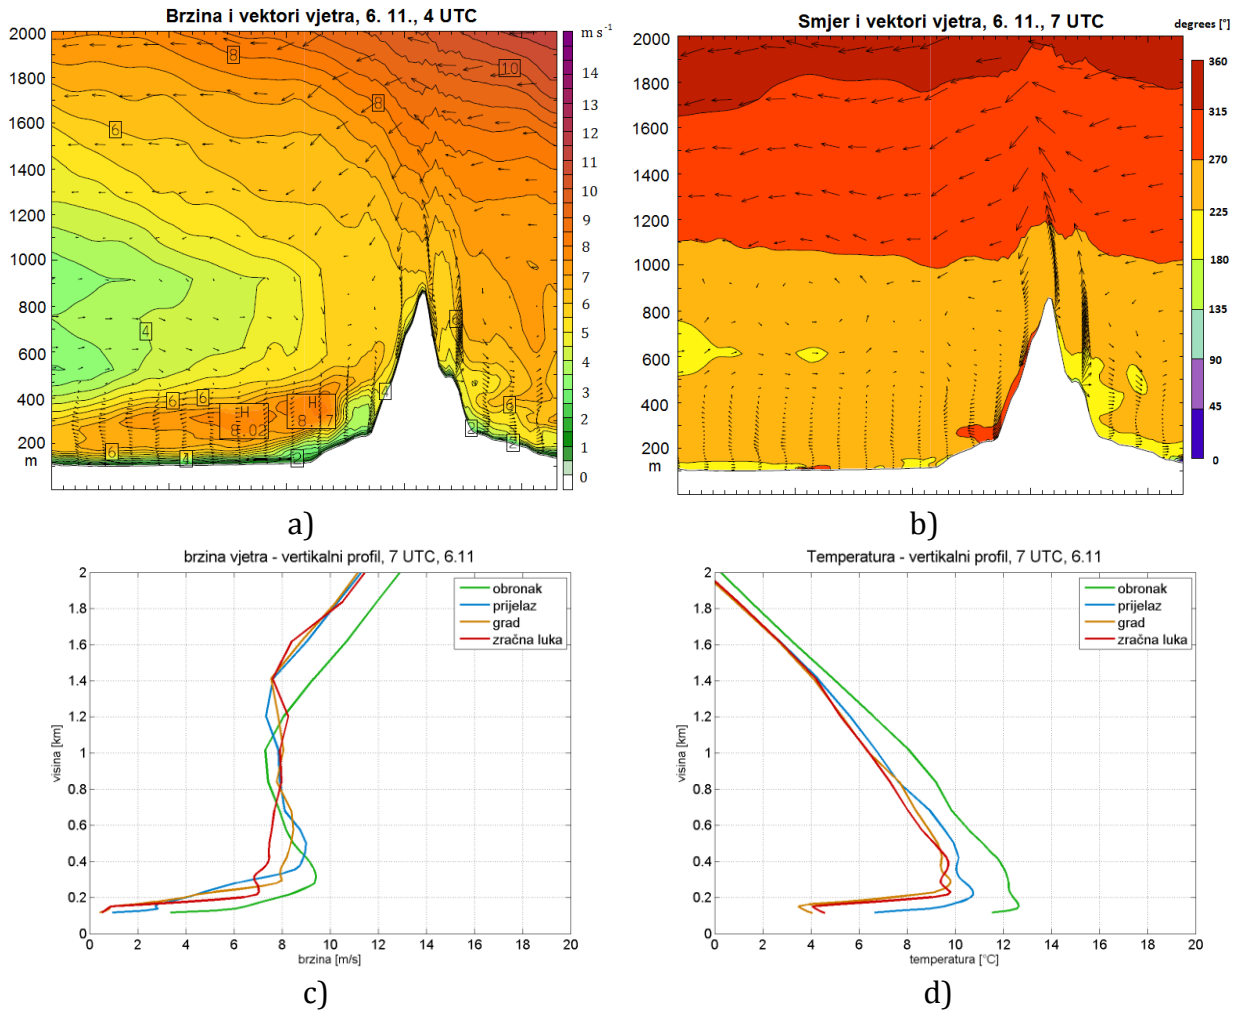 Brzina i vektori vjetra, 6. 11., 4 UTC
m s⁻¹
2000
1800
1600
1400
1200
1000
800
600
400
200
m
8
10
8
6
4
6
6
6
4
6
6
4
2
2
2
H
8.02
H
8.17
14
13
12
11
10
9
8
7
6
5
4
3
2
1
0
a)
Smjer i vektori vjetra, 6. 11., 7 UTC
degrees [°]
2000
1800
1600
1400
1200
1000
800
600
400
200
m
360
315
270
225
180
135
90
45
0
b)
brzina vjetra - vertikalni profil, 7 UTC, 6.11
obronak
prijelaz
grad
zračna luka
visina [km]
2
1.8
1.6
1.4
1.2
1
0.8
0.6
0.4
0.2
0
0 2 4 6 8 10 12 14 16 18 20
brzina [m/s]
c)
Temperatura - vertikalni profil, 7 UTC, 6.11
obronak
prijelaz
grad
zračna luka
visina [km]
2
1.8
1.6
1.4
1.2
1
0.8
0.6
0.4
0.2
0
0 2 4 6 8 10 12 14 16 18 20
temperatura [°C]
d)